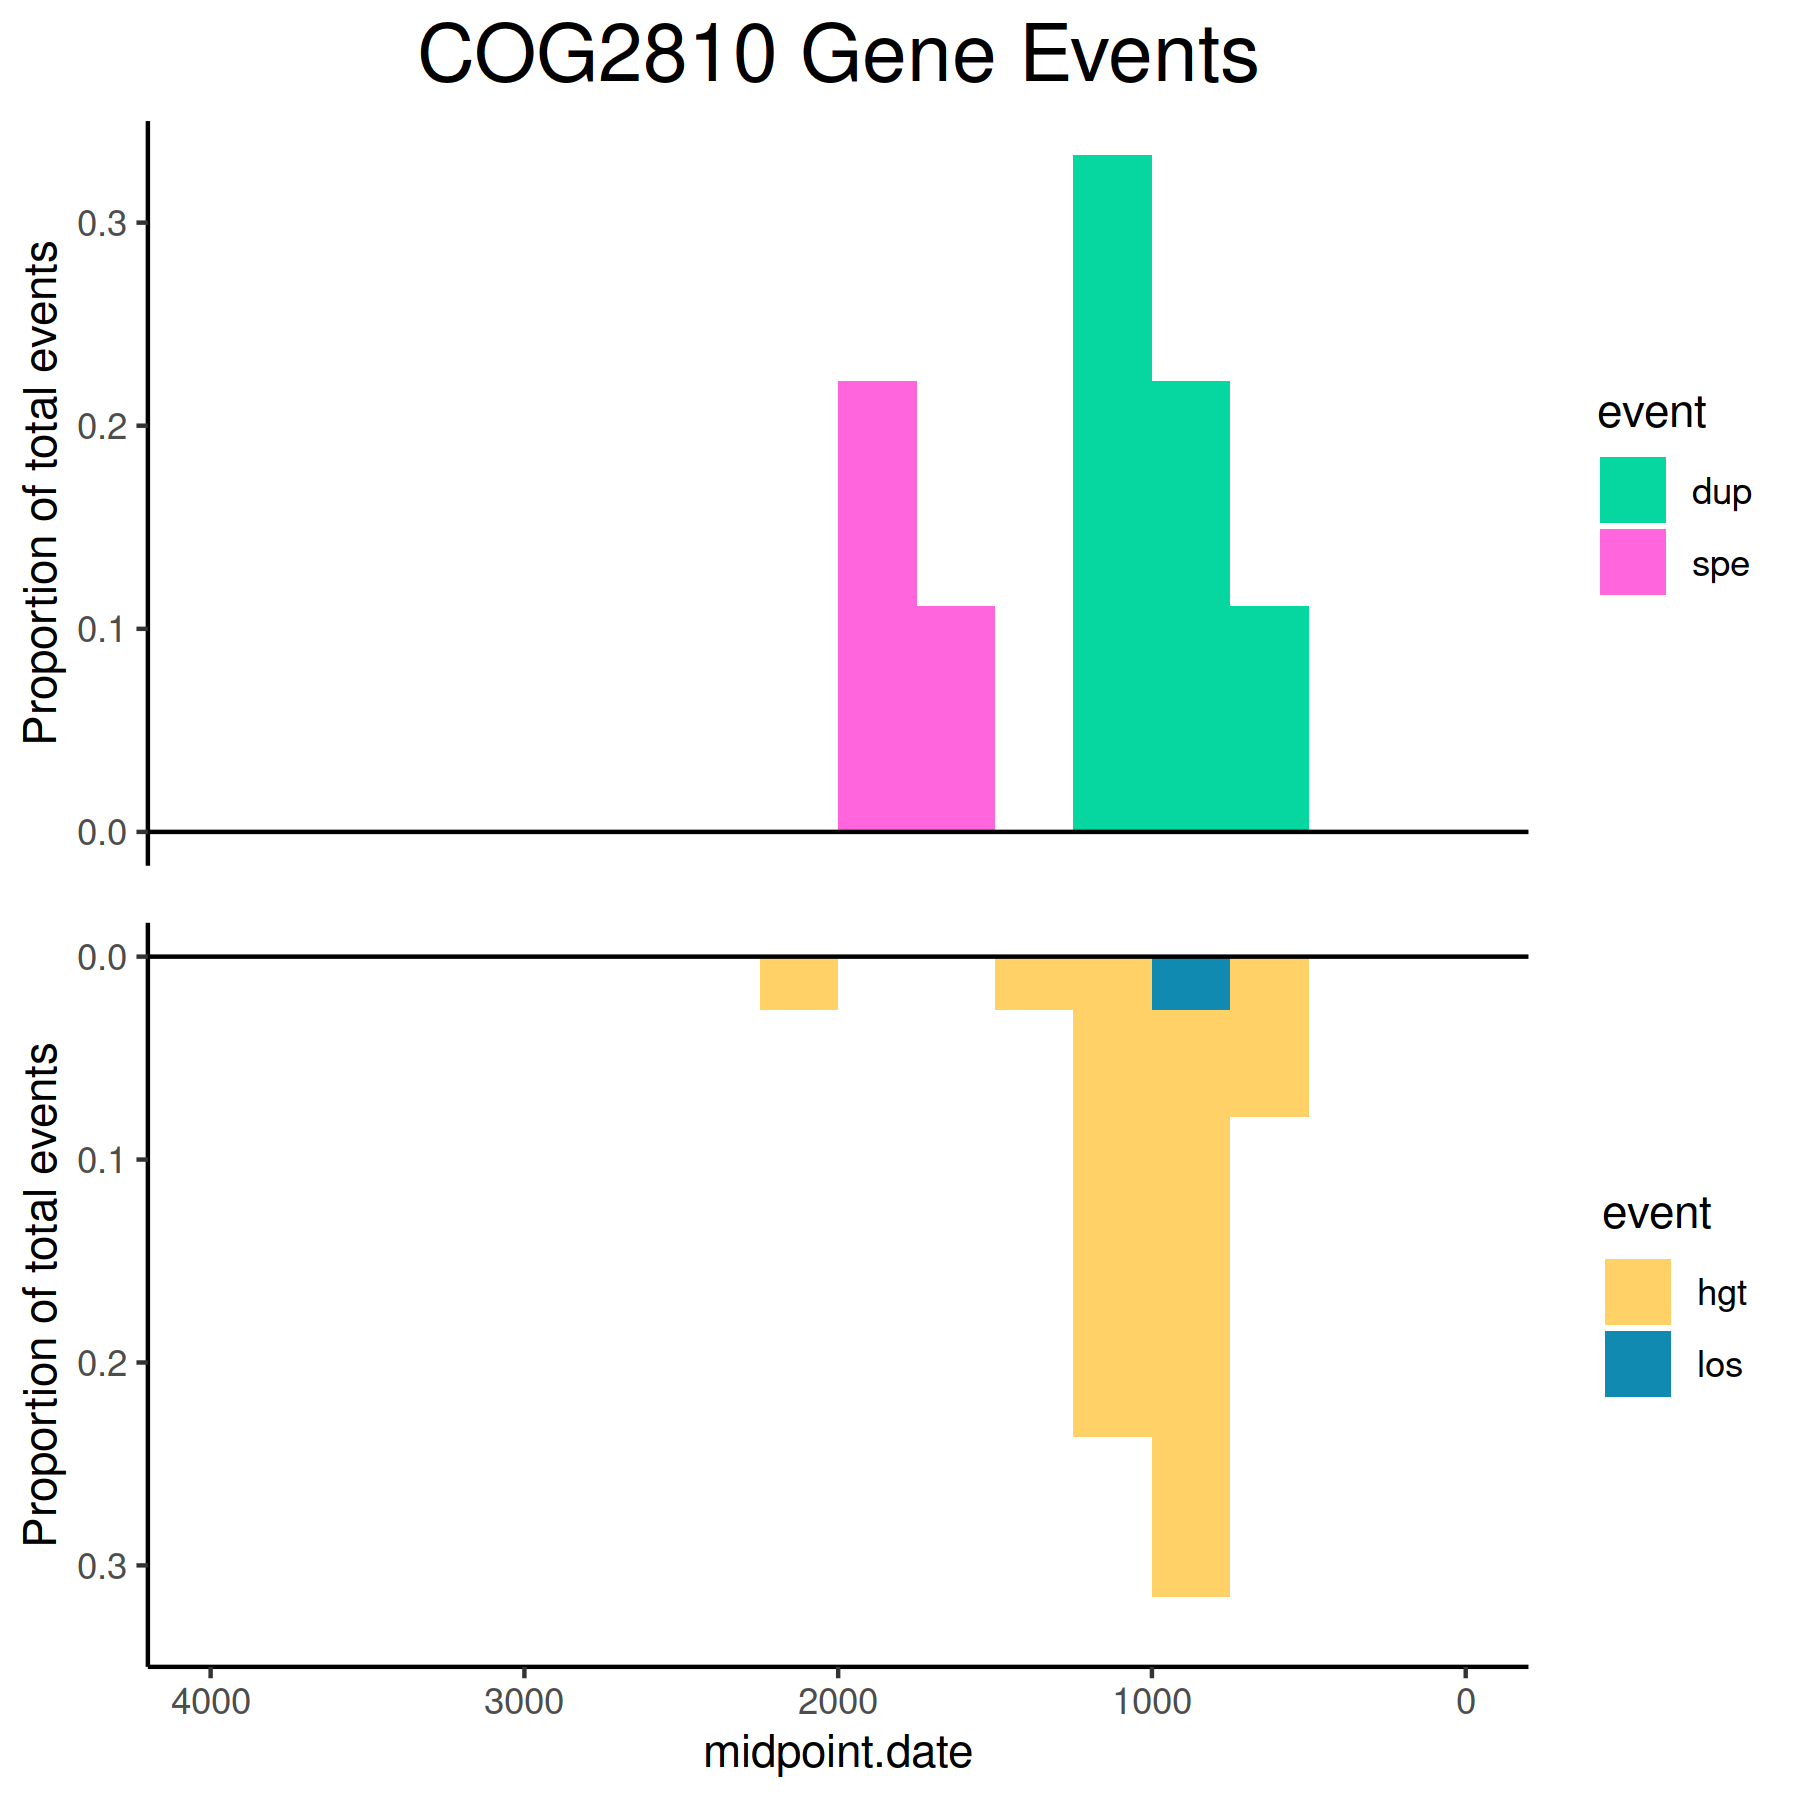 COG2810 Gene Events
Proportion of total events
0.3
0.2
0.1
0.0
event
dup
spe
Proportion of total events
0.0
0.1
0.2
0.3
event
hgt
los
4000 3000 2000 1000 0
midpoint.date